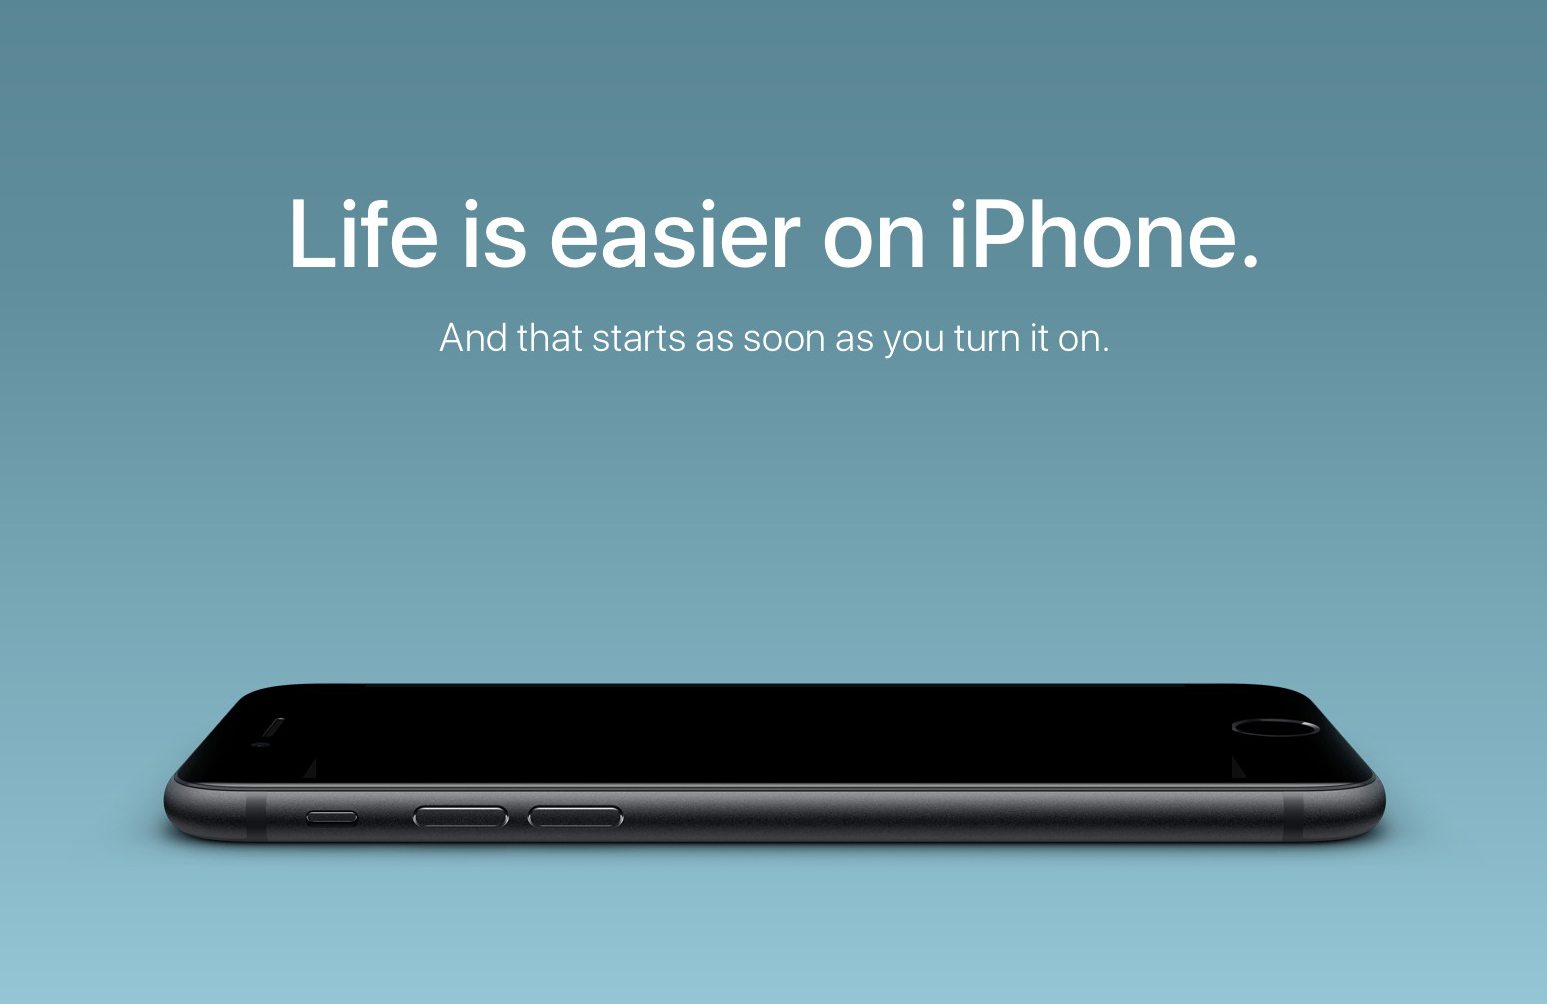 Life is easier on iPhone.
And that starts as soon as you turn it on.